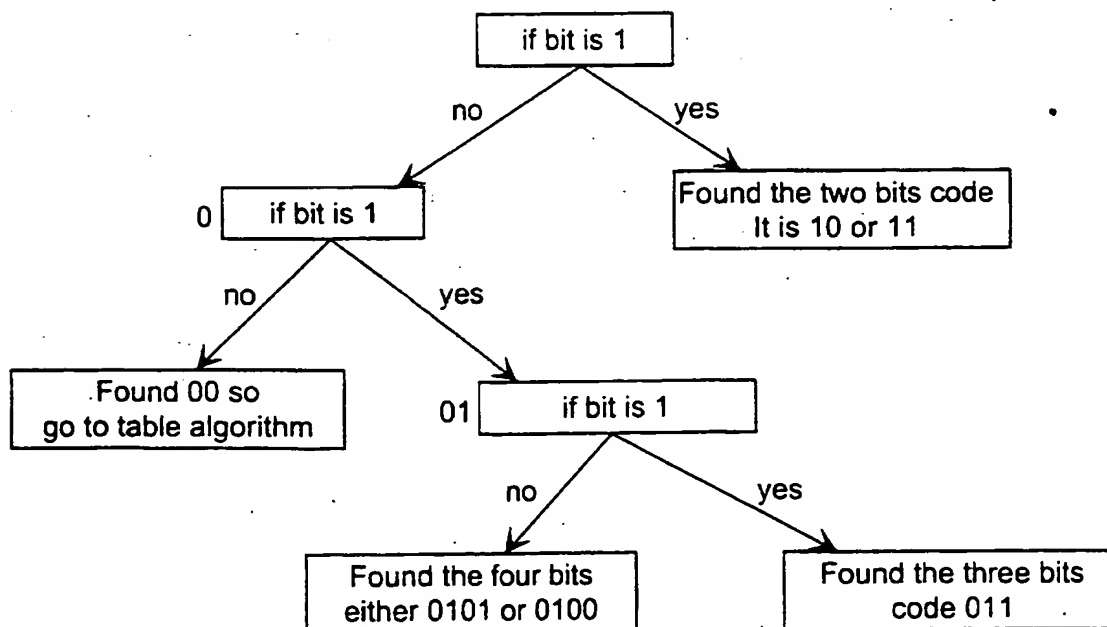 if bit is 1
no
yes
0
if bit is 1
Found the two bits code
It is 10 or 11
no
yes
Found 00 so
go to table algorithm
01
if bit is 1
no
yes
Found the four bits
either 0101 or 0100
Found the three bits
code 011